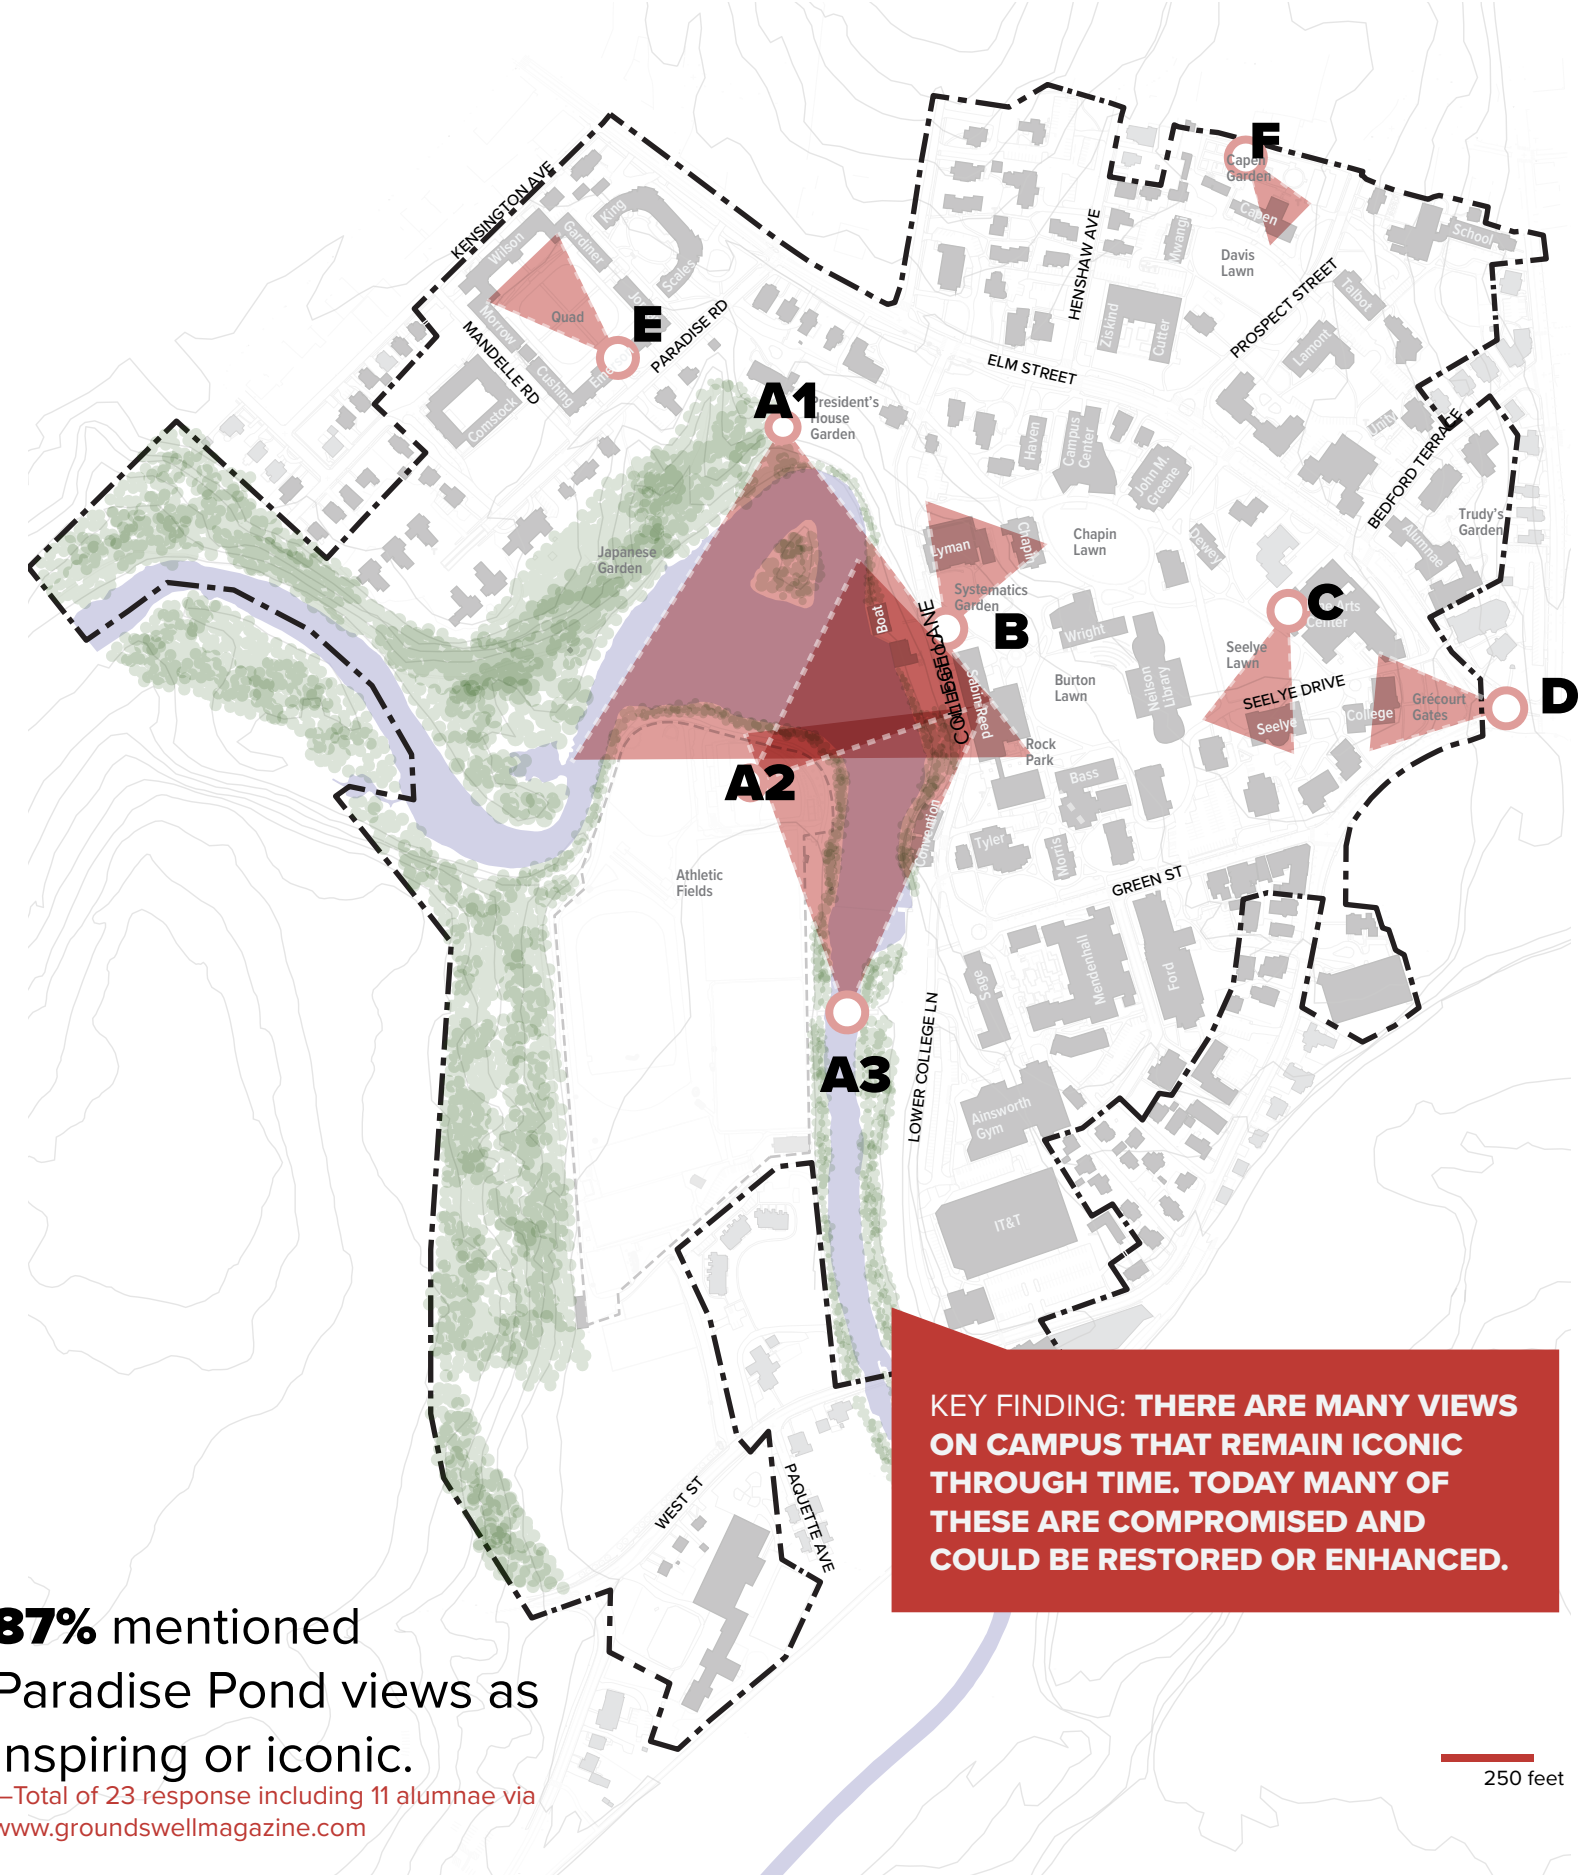 F
Capen
Garden
Capen
School
KENSINGTON AVE
King
Gardiner
Wilson
Scales
Mwangi
Davis
Lawn
HENSHAW AVE
PROSPECT STREET
Talbot
Quad
E
Morrow
MANDELLE RD
PARADISE RD
Cushing
Comstock
Ziskind
Cutter
Lamont
ELM STREET
A1
President's
House
Garden
Haven
Campus
Center
John M.
Greene
BEDFORD TERRACE
Trudy's
Garden
Alumnae
Japanese
Garden
Lyman
Chapin
Chapin
Lawn
Dewey
Systematics
Garden
Boat
COLLEGE LANE
B
Wright
C
Center
Seelye
Lawn
Burton
Lawn
Neilson
Library
SEELYE DRIVE
Seelye
College
Grécourt
Gates
D
Sabin-Reed
Rock
Park
A2
Bass
Convention
Tyler
Morris
GREEN ST
Athletic
Fields
Sage
Mendenhall
Ford
A3
LOWER COLLEGE LN
Ainsworth
Gym
IT&T
KEY FINDING: THERE ARE MANY VIEWS
ON CAMPUS THAT REMAIN ICONIC
THROUGH TIME. TODAY MANY OF
THESE ARE COMPROMISED AND
COULD BE RESTORED OR ENHANCED.
WEST ST
PAQUETTE AVE
87% mentioned
Paradise Pond views as
inspiring or iconic.
—Total of 23 response including 11 alumnae via
www.groundswellmagazine.com
250 feet